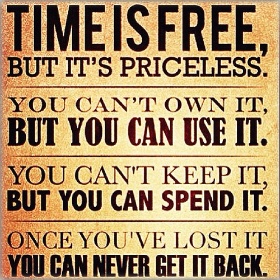 TIME IS FREE,
BUT IT'S PRICELESS.
YOU CAN'T OWN IT,
BUT YOU CAN USE IT.
YOU CAN'T KEEP IT,
BUT YOU CAN SPEND IT.
ONCE YOU'VE LOST IT
YOU CAN NEVER GET IT BACK.